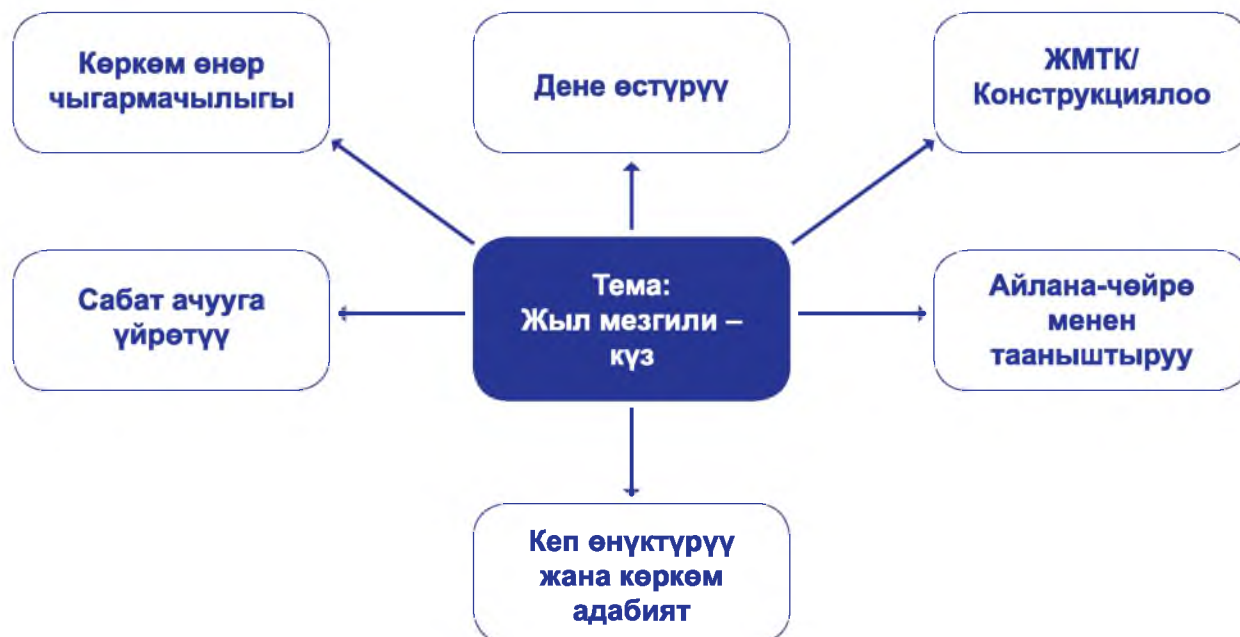 Көркөм өнөр
чыгармачылыгы
Дене өстүрүү
ЖМТК/
Конструкциялоо
Сабат ачууга
үйрөтүү
Тема:
Жыл мезгили –
күз
Айлана-чөйрө
менен
тааныштыруу
Кеп өнүктүрүү
жана көркөм
адабият